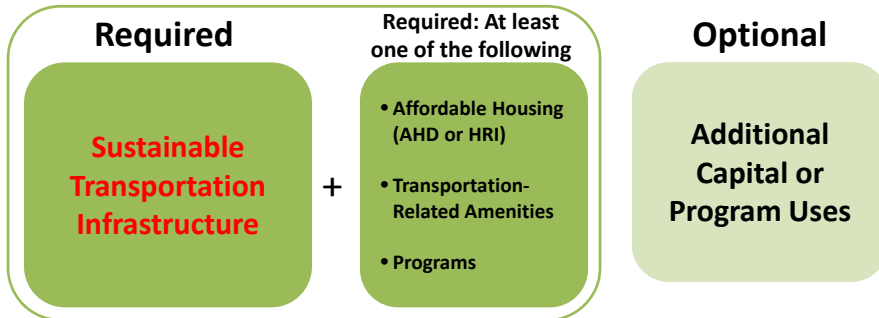 Required
Sustainable
Transportation
Infrastructure
+
Required: At least
one of the following
• Affordable Housing
(AHD or HRI)
• Transportation-
Related Amenities
• Programs
Optional
Additional
Capital or
Program Uses